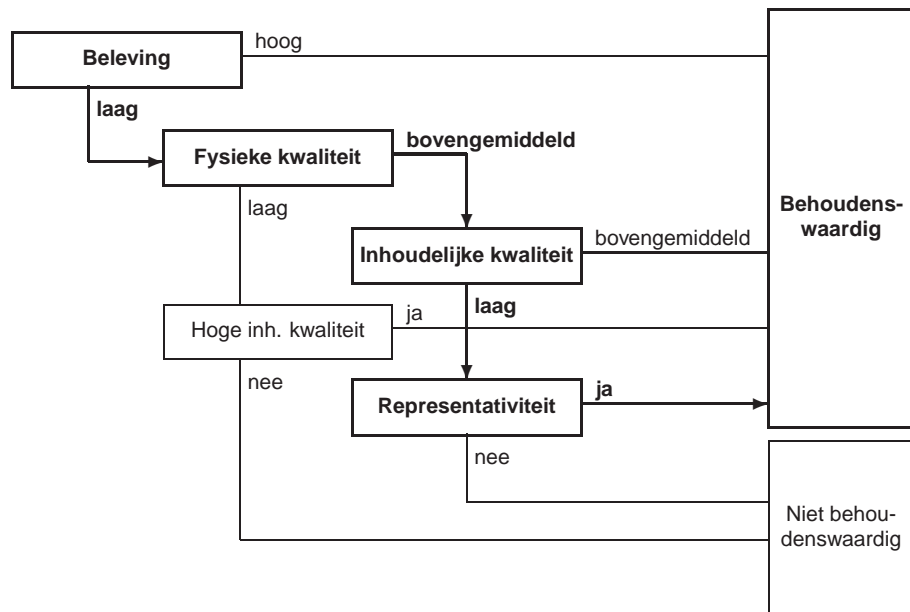 Beleving
hoog
laag
Fysieke kwaliteit
bovengemiddeld
laag
Behoudens-
waardig
Inhoudelijke kwaliteit
bovengemiddeld
laag
Hoge inh. kwaliteit
ja
nee
Representativiteit
ja
nee
Niet behou-
denswaardig